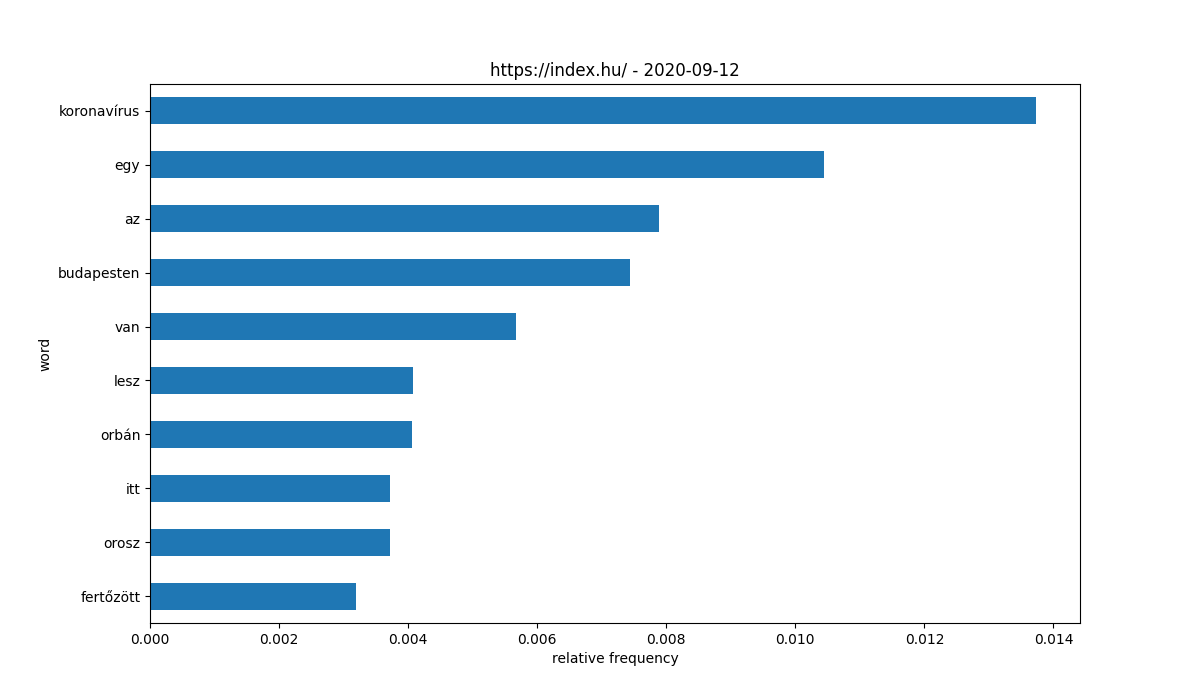 https://index.hu/ - 2020-09-12
koronavírus
egy
az
budapesten
van
lesz
orbán
itt
orosz
fertőzött
word
0.000 0.002 0.004 0.006 0.008 0.010 0.012 0.014
relative frequency